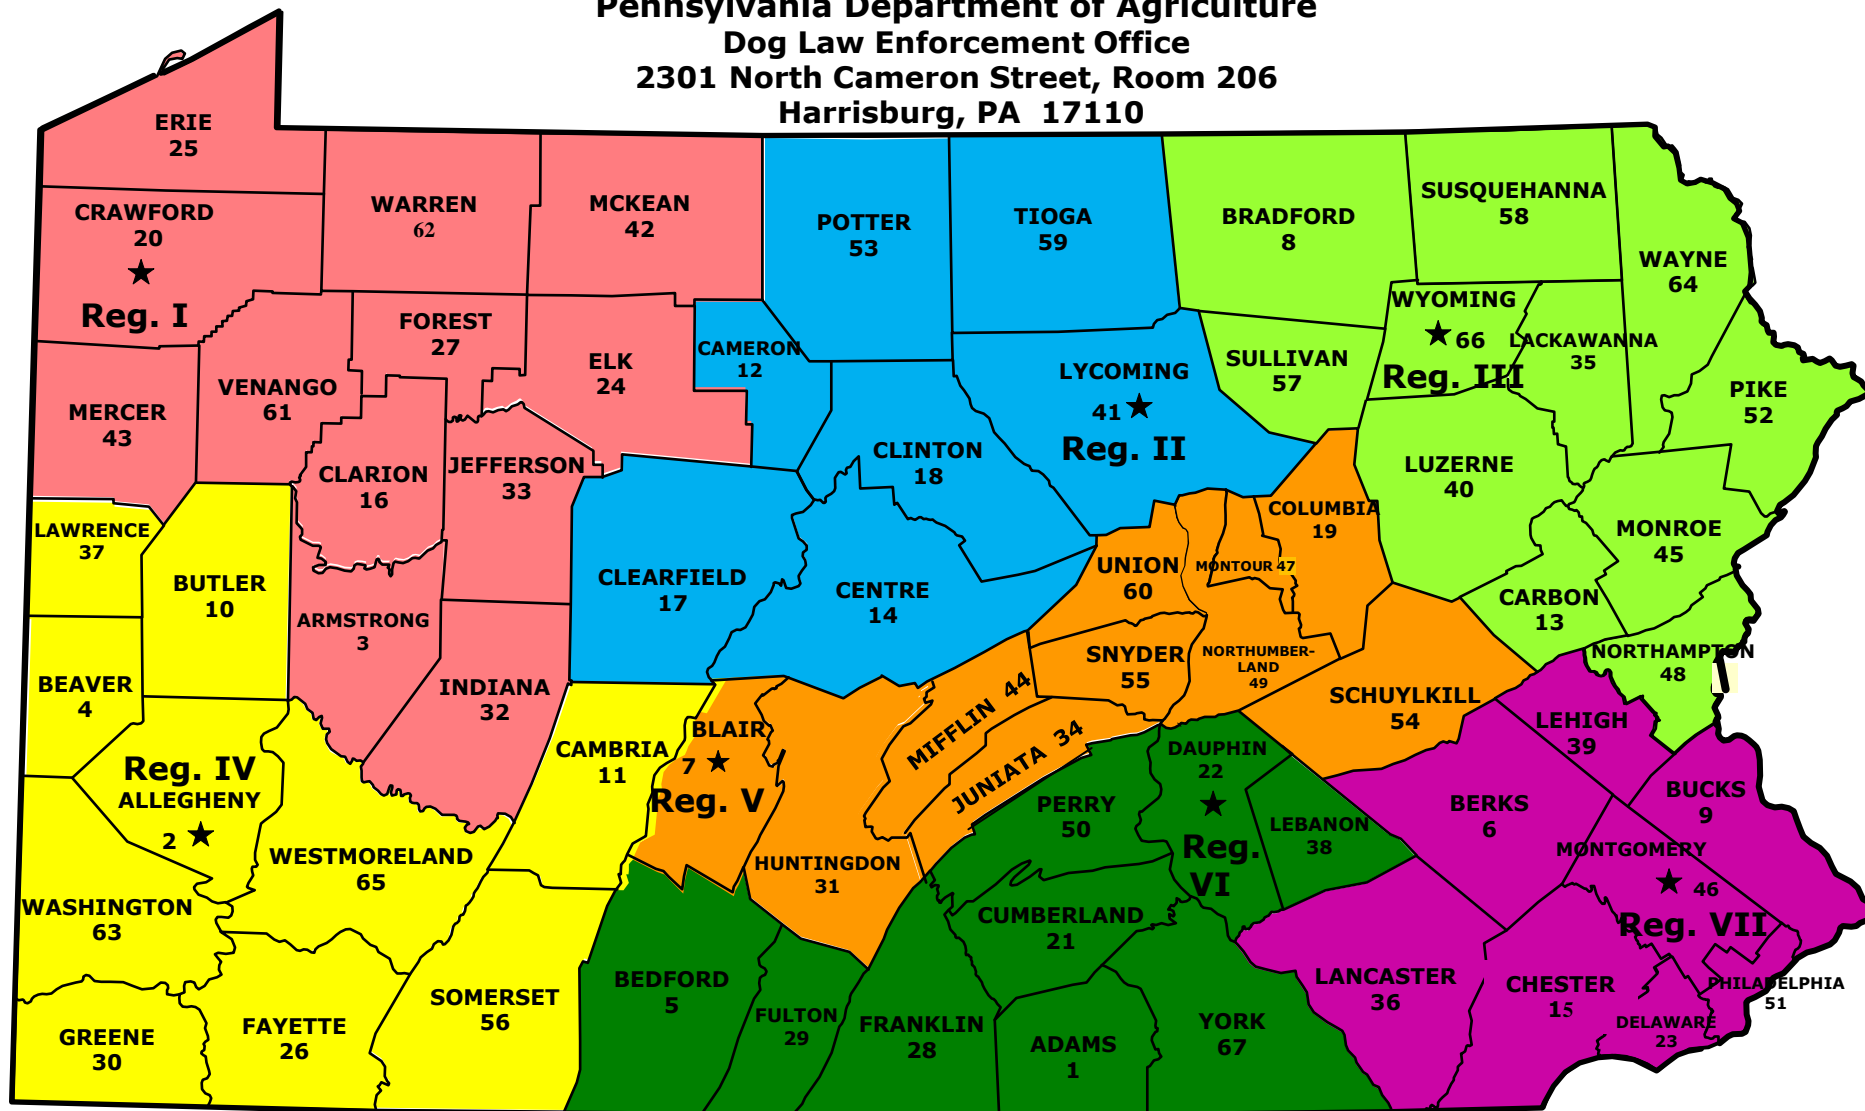 Pennsylvania Department of Agriculture
Dog Law Enforcement Office
2301 North Cameron Street, Room 206
Harrisburg, PA  17110
ERIE
25
CRAWFORD
20
Reg. I
WARREN
62
MCKEAN
42
POTTER
53
TIOGA
59
BRADFORD
8
SUSQUEHANNA
58
WAYNE
64
WYOMING
66
Reg. III
LACKAWANNA
35
PIKE
52
SULLIVAN
57
LYCOMING
41
Reg. II
CAMERON
12
ELK
24
FOREST
27
VENANGO
61
MERCER
43
CLARION
16
JEFFERSON
33
CLINTON
18
LUZERNE
40
COLUMBIA
19
MONROE
45
LAWRENCE
37
BUTLER
10
ARMSTRONG
3
CLEARFIELD
17
CENTRE
14
UNION
60
MONTOUR 47
CARBON
13
NORTHAMPTON
48
BEAVER
4
INDIANA
32
SNYDER
55
NORTHUMBER-
LAND
49
SCHUYLKILL
54
LEHIGH
39
Reg. IV
ALLEGHENY
2
CAMBRIA
11
BLAIR
7
Reg. V
MIFFLIN 44
JUNIATA 34
DAUPHIN
22
Reg.
VI
PERRY
50
LEBANON
38
BERKS
6
BUCKS
9
WESTMORELAND
65
HUNTINGDON
31
MONTGOMERY
46
Reg. VII
WASHINGTON
63
CUMBERLAND
21
BEDFORD
5
LANCASTER
36
CHESTER
15
PHILADELPHIA
51
DELAWARE
23
GREENE
30
FAYETTE
26
SOMERSET
56
FULTON
29
FRANKLIN
28
ADAMS
1
YORK
67